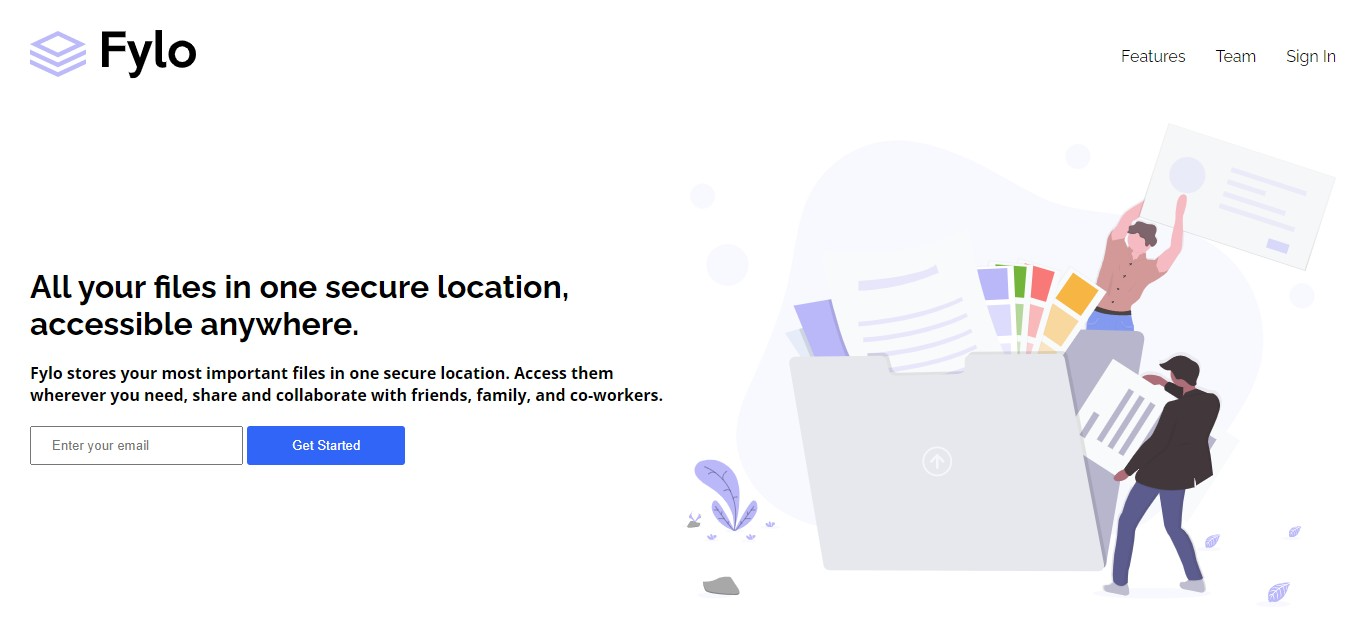 Fylo
Features Team Sign In
All your files in one secure location,
accessible anywhere.
Fylo stores your most important files in one secure location. Access them
wherever you need, share and collaborate with friends, family, and co-workers.
Enter your email Get Started